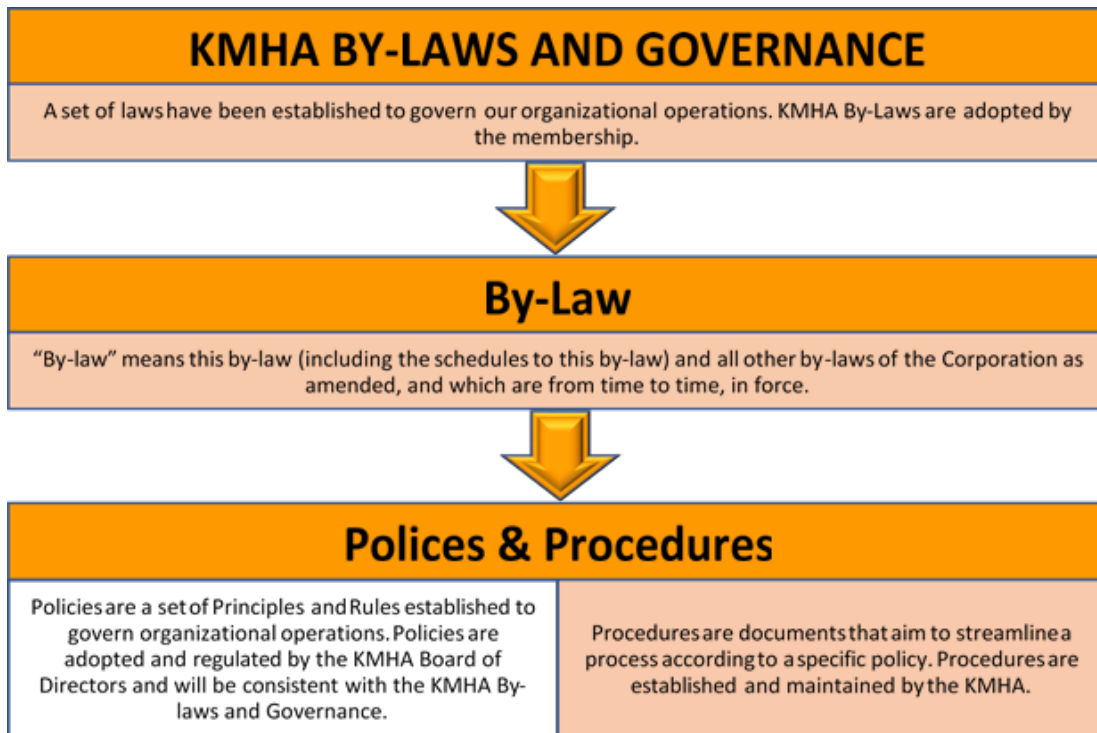 KMHA BY-LAWS AND GOVERNANCE
A set of laws have been established to govern our organizational operations. KMHA By-Laws are adopted by
the membership.
By-Law
“By-law” means this by-law (including the schedules to this by-law) and all other by-laws of the Corporation as
amended, and which are from time to time, in force.
Polices & Procedures
Policies are a set of Principles and Rules established to
govern organizational operations. Policies are
adopted and regulated by the KMHA Board of
Directors and will be consistent with the KMHA By-
laws and Governance.
Procedures are documents that aim to streamline a
process according to a specific policy. Procedures are
established and maintained by the KMHA.